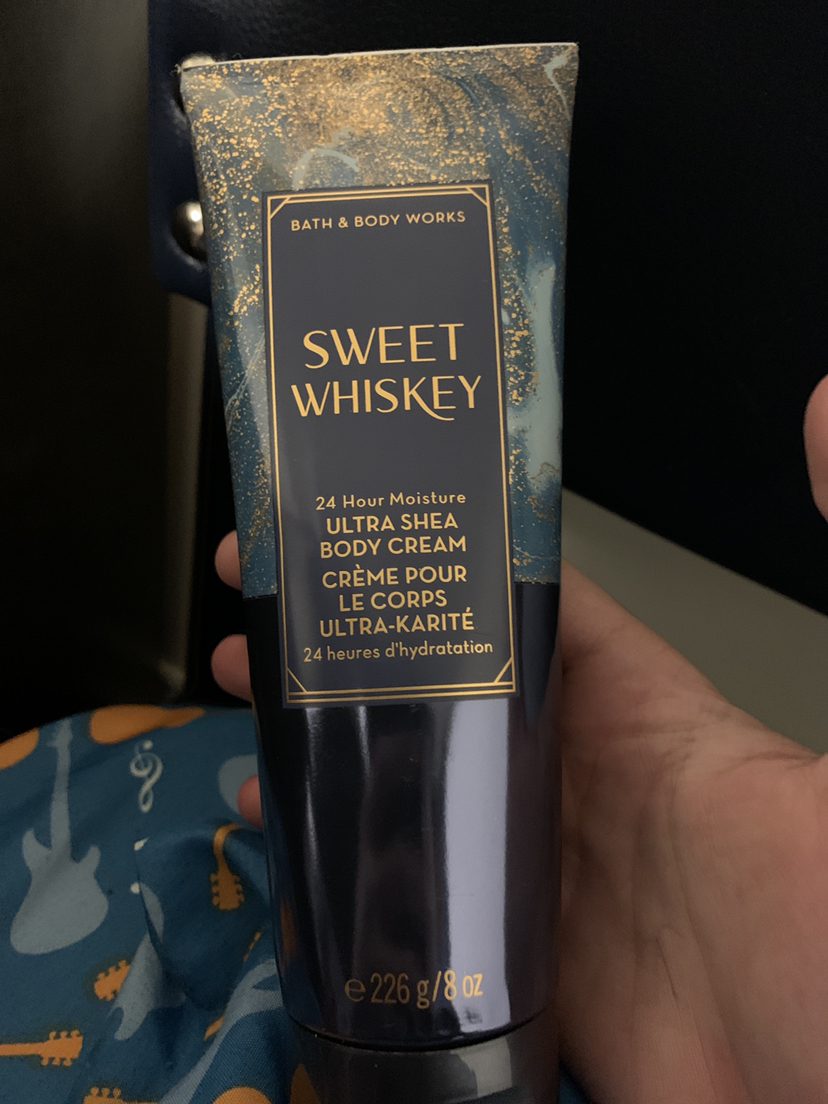 BATH & BODY WORKS
SWEET
WHISKEY
24 Hour Moisture
ULTRA SHEA
BODY CREAM
CRÈME POUR
LE CORPS
ULTRA-KARITÉ
24 heures d'hydratation
℮ 226 g/8 oz